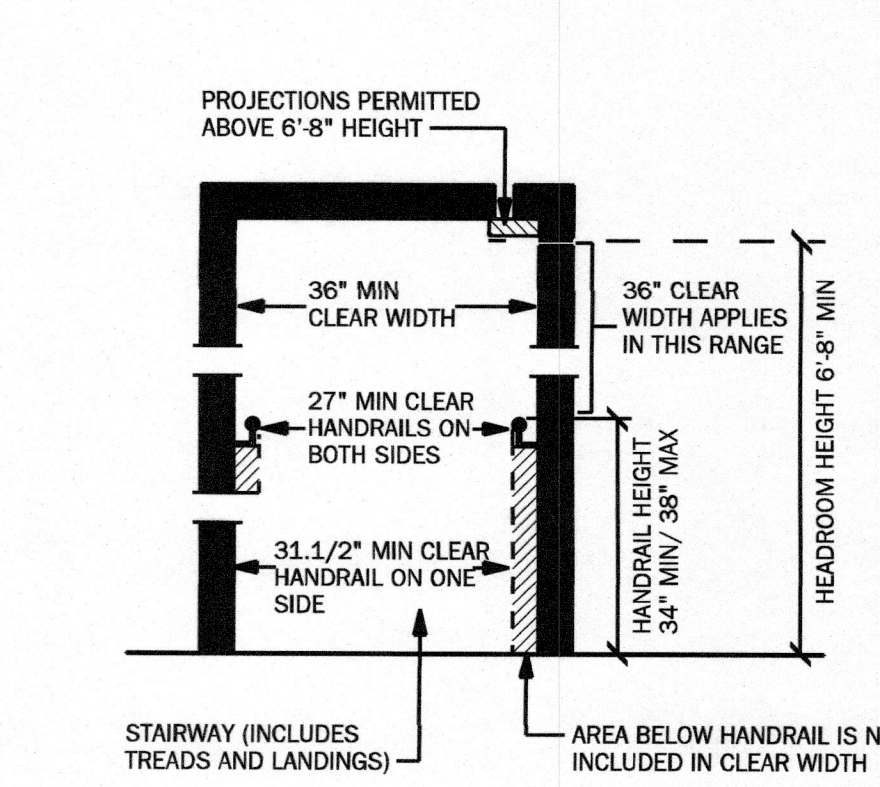 PROJECTIONS PERMITTED
ABOVE 6'-8" HEIGHT
36" MIN
CLEAR WIDTH
36" CLEAR
WIDTH APPLIES
IN THIS RANGE
27" MIN CLEAR
HANDRAILS ON
BOTH SIDES
31.1/2" MIN CLEAR
HANDRAIL ON ONE
SIDE
HANDRAIL HEIGHT
34" MIN/ 38" MAX
HEADROOM HEIGHT 6'-8" MIN
STAIRWAY (INCLUDES
TREADS AND LANDINGS)
AREA BELOW HANDRAIL IS N
INCLUDED IN CLEAR WIDTH